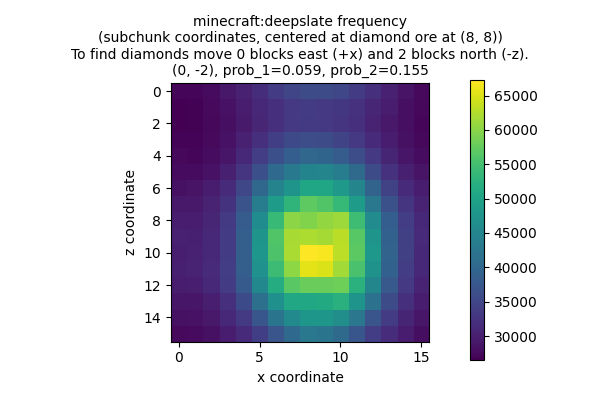 minecraft:deepslate frequency
(subchunk coordinates, centered at diamond ore at (8, 8))
To find diamonds move 0 blocks east (+x) and 2 blocks north (-z).
(0, -2), prob_1=0.059, prob_2=0.155
z coordinate
0
2
4
6
8
10
12
14
0 5 10 15
x coordinate
65000
60000
55000
50000
45000
40000
35000
30000